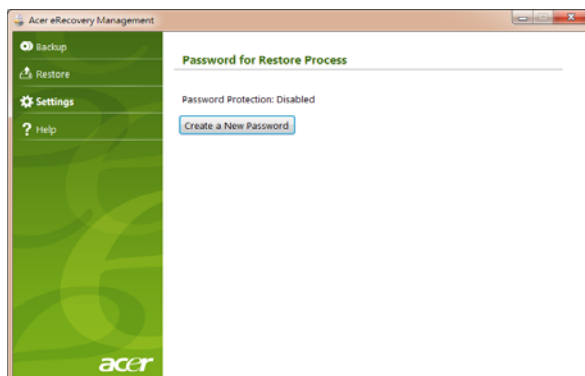 Acer eRecovery Management
Backup
Restore
Settings
Help
Password for Restore Process
Password Protection: Disabled
Create a New Password
acer